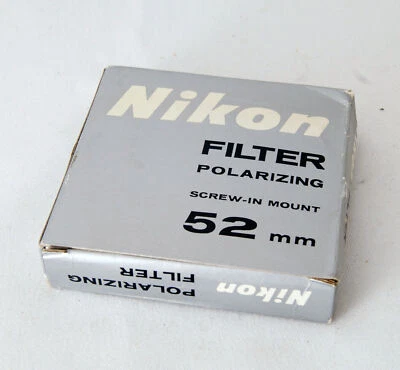 Nikon
FILTER
POLARIZING
SCREW-IN MOUNT
52 mm
POLARIZING
FILTER
Nikon